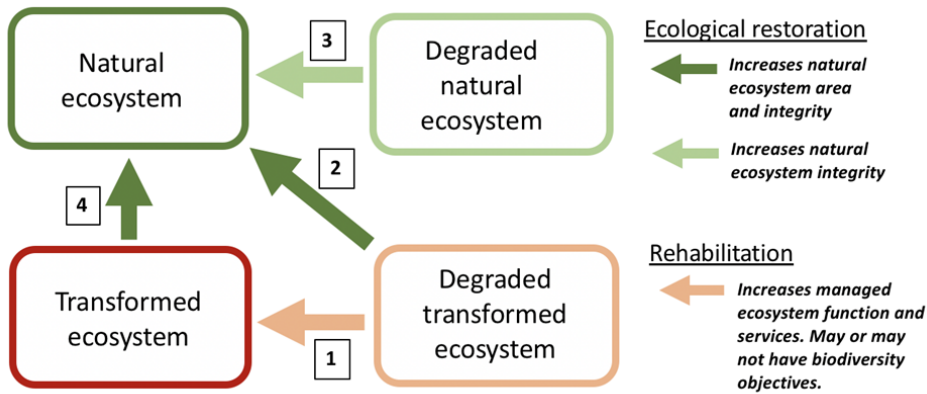 Natural
ecosystem
3
Degraded
natural
ecosystem
Ecological restoration
Increases natural
ecosystem area
and integrity
Increases natural
ecosystem integrity
2
4
Transformed
ecosystem
1
Degraded
transformed
ecosystem
Rehabilitation
Increases managed
ecosystem function and
services. May or may
not have biodiversity
objectives.